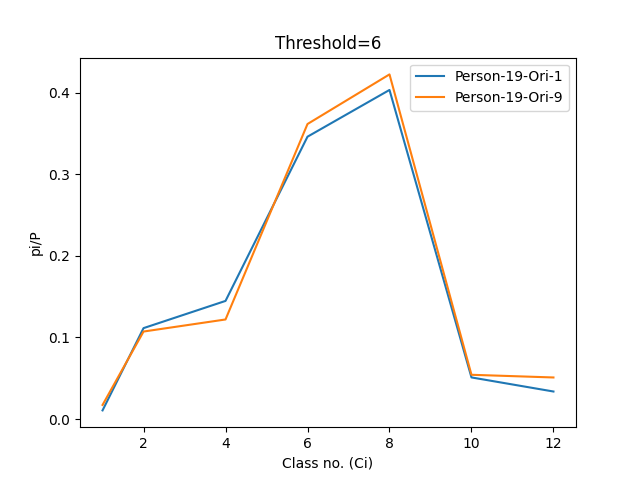 Threshold=6
Person-19-Ori-1
Person-19-Ori-9
pi/P
0.4
0.3
0.2
0.1
0.0
2 4 6 8 10 12
Class no. (Ci)